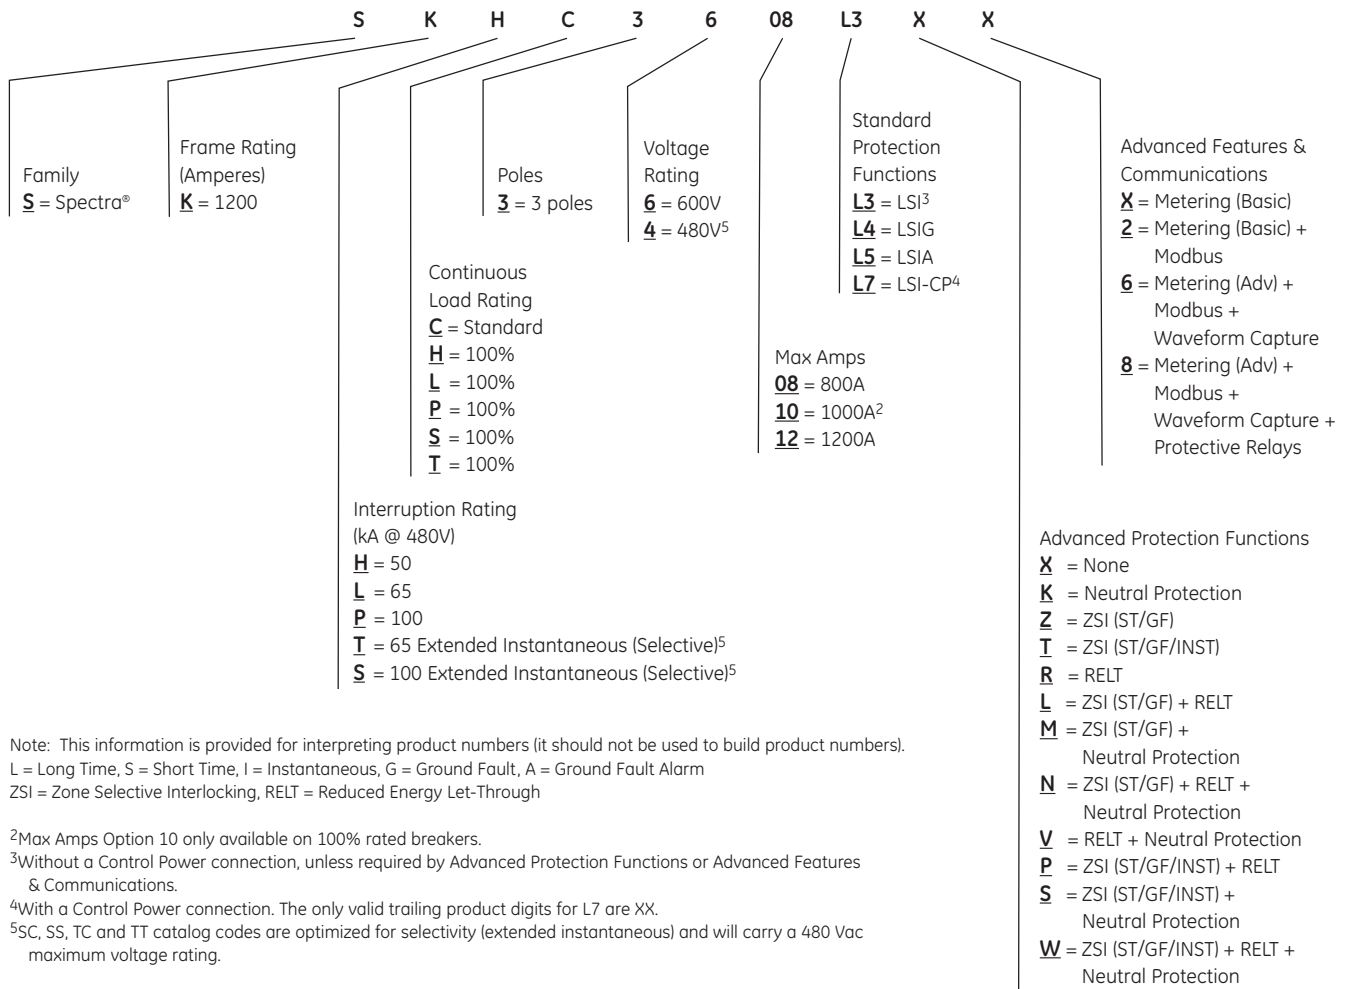 S K H C 3 6 08 L3 X X
Family
S = Spectra®
Frame Rating
(Amperes)
K = 1200
Interruption Rating
(kA @ 480V)
H = 50
L = 65
P = 100
T = 65 Extended Instantaneous (Selective)5
S = 100 Extended Instantaneous (Selective)5
Continuous
Load Rating
C = Standard
H = 100%
L = 100%
P = 100%
S = 100%
T = 100%
Poles
3 = 3 poles
Voltage
Rating
6 = 600V
4 = 480V5
Max Amps
08 = 800A
10 = 1000A2
12 = 1200A
Standard
Protection
Functions
L3 = LSI3
L4 = LSIG
L5 = LSIA
L7 = LSI-CP4
Advanced Protection Functions
X = None
K = Neutral Protection
Z = ZSI (ST/GF)
T = ZSI (ST/GF/INST)
R = RELT
L = ZSI (ST/GF) + RELT
M = ZSI (ST/GF) +
Neutral Protection
N = ZSI (ST/GF) + RELT +
Neutral Protection
V = RELT + Neutral Protection
P = ZSI (ST/GF/INST) + RELT
S = ZSI (ST/GF/INST) +
Neutral Protection
W = ZSI (ST/GF/INST) + RELT +
Neutral Protection
Advanced Features &
Communications
X = Metering (Basic)
2 = Metering (Basic) +
Modbus
6 = Metering (Adv) +
Modbus +
Waveform Capture
8 = Metering (Adv) +
Modbus +
Waveform Capture +
Protective Relays
Note: This information is provided for interpreting product numbers (it should not be used to build product numbers).
L = Long Time, S = Short Time, I = Instantaneous, G = Ground Fault, A = Ground Fault Alarm
ZSI = Zone Selective Interlocking, RELT = Reduced Energy Let-Through
2Max Amps Option 10 only available on 100% rated breakers.
3Without a Control Power connection, unless required by Advanced Protection Functions or Advanced Features
& Communications.
4With a Control Power connection. The only valid trailing product digits for L7 are XX.
5SC, SS, TC and TT catalog codes are optimized for selectivity (extended instantaneous) and will carry a 480 Vac
maximum voltage rating.